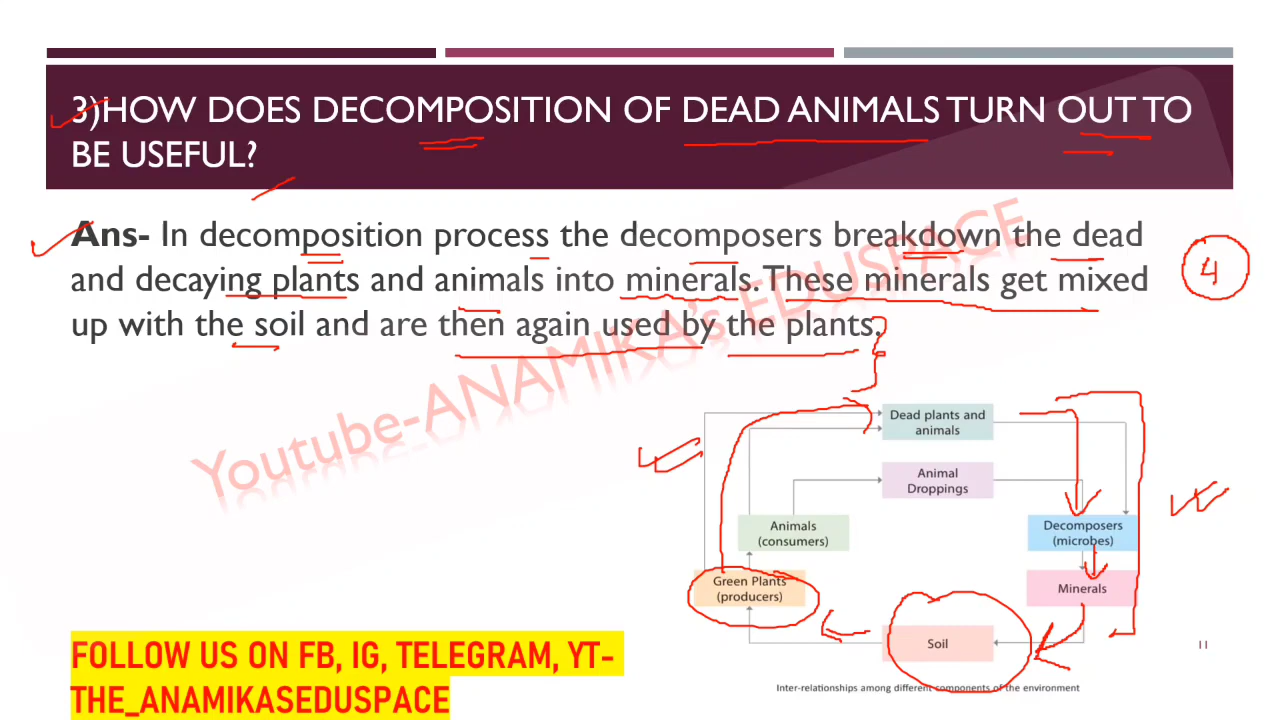 3)HOW DOES DECOMPOSITION OF DEAD ANIMALS TURN OUT TO
BE USEFUL?
Ans- In decomposition process the decomposers breakdown the dead
and decaying plants and animals into minerals. These minerals get mixed
up with the soil and are then again used by the plants.
4
Youtube-ANAMIKA's EDUSPACE
Dead plants and
animals
Animal
Droppings
Animals
(consumers)
Decomposers
(microbes)
Green Plants
(producers)
Minerals
Soil
11
Inter-relationships among different components of the environment
FOLLOW US ON FB, IG, TELEGRAM, YT-
THE_ANAMIKASEDUSPACE